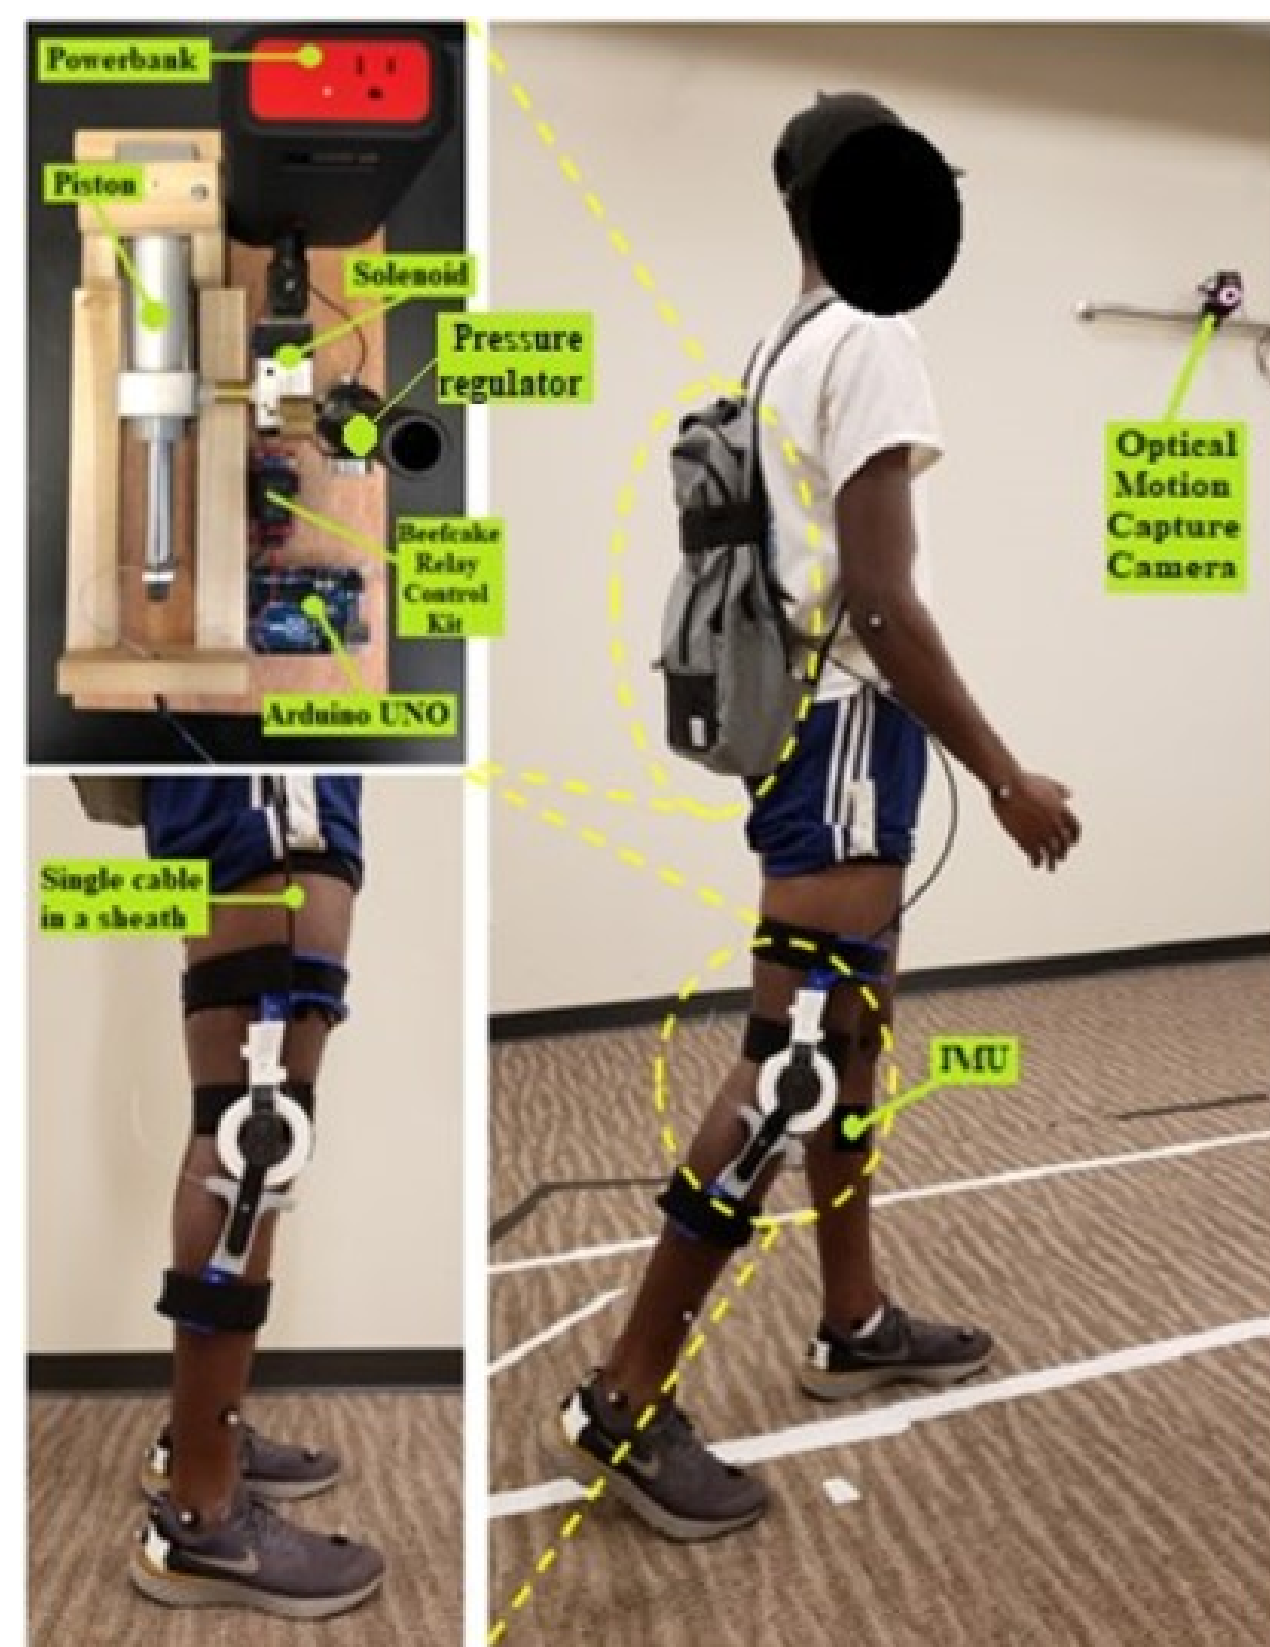 Powerbank
Piston
Solenoid
Pressure
regulator
Beefcake
Relay
Control
Kit
Arduino UNO
Single cable
in a sheath
Optical
Motion
Capture
Camera
IMU